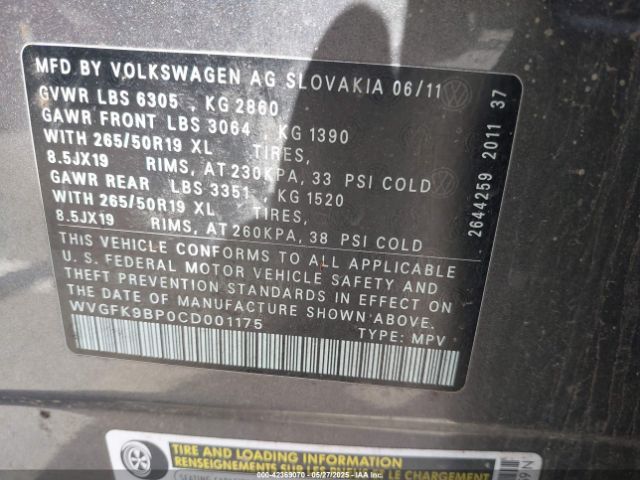 MFD BY VOLKSWAGEN AG SLOVAKIA 06/11
GVWR LBS 6305 , KG 2860
GAWR FRONT LBS 3064 , KG 1390
WITH 265/50R19 XL TIRES,
8.5JX19 RIMS, AT 230KPA, 33 PSI COLD
GAWR REAR LBS 3351 , KG 1520
WITH 265/50R19 XL TIRES,
8.5JX19 RIMS, AT 260KPA, 38 PSI COLD
THIS VEHICLE CONFORMS TO ALL APPLICABLE
U. S. FEDERAL MOTOR VEHICLE SAFETY AND
THEFT PREVENTION STANDARDS IN EFFECT ON
THE DATE OF MANUFACTURE SHOWN ABOVE.
WVGFK9BP0CD001175
TYPE: MPV
2644259 2011 37
TIRE AND LOADING INFORMATION
RENSEIGNEMENTS SUR LES PNEUS ET LE CHARGEMENT
00-42369070 - 05/27/2025 - IAAI.COM